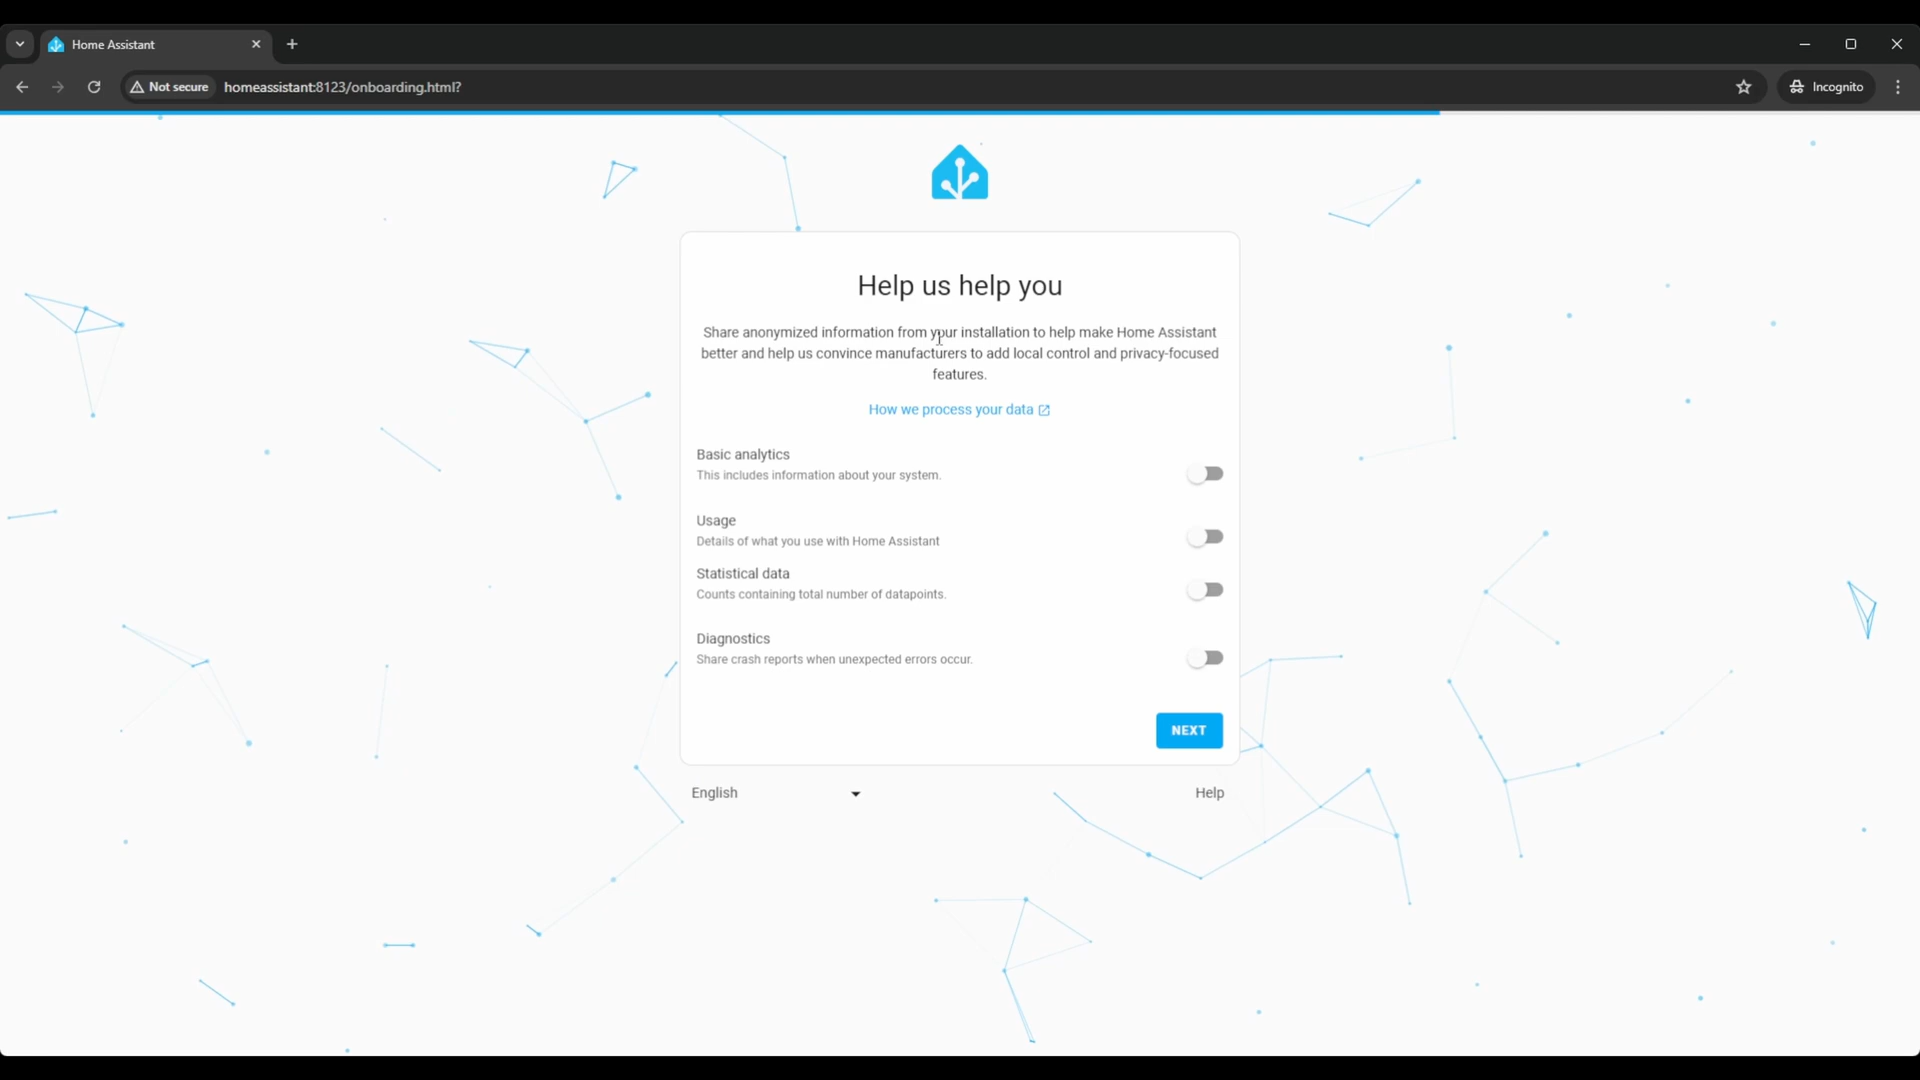 Home Assistant
Not secure
homeassistant:8123/onboarding.html?
Incognito
Help us help you
Share anonymized information from your installation to help make Home Assistant
better and help us convince manufacturers to add local control and privacy-focused
features.
How we process your data
Basic analytics
This includes information about your system.
Usage
Details of what you use with Home Assistant
Statistical data
Counts containing total number of datapoints.
Diagnostics
Share crash reports when unexpected errors occur.
NEXT
English
Help